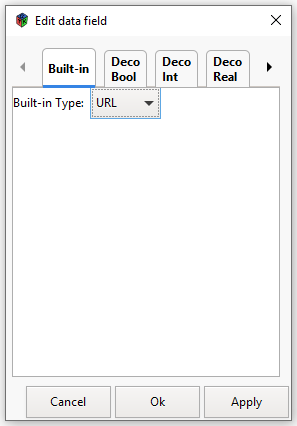 Edit data field
Built-in
Deco Bool
Deco Int
Deco Real
Built-in Type: URL
Cancel Ok Apply